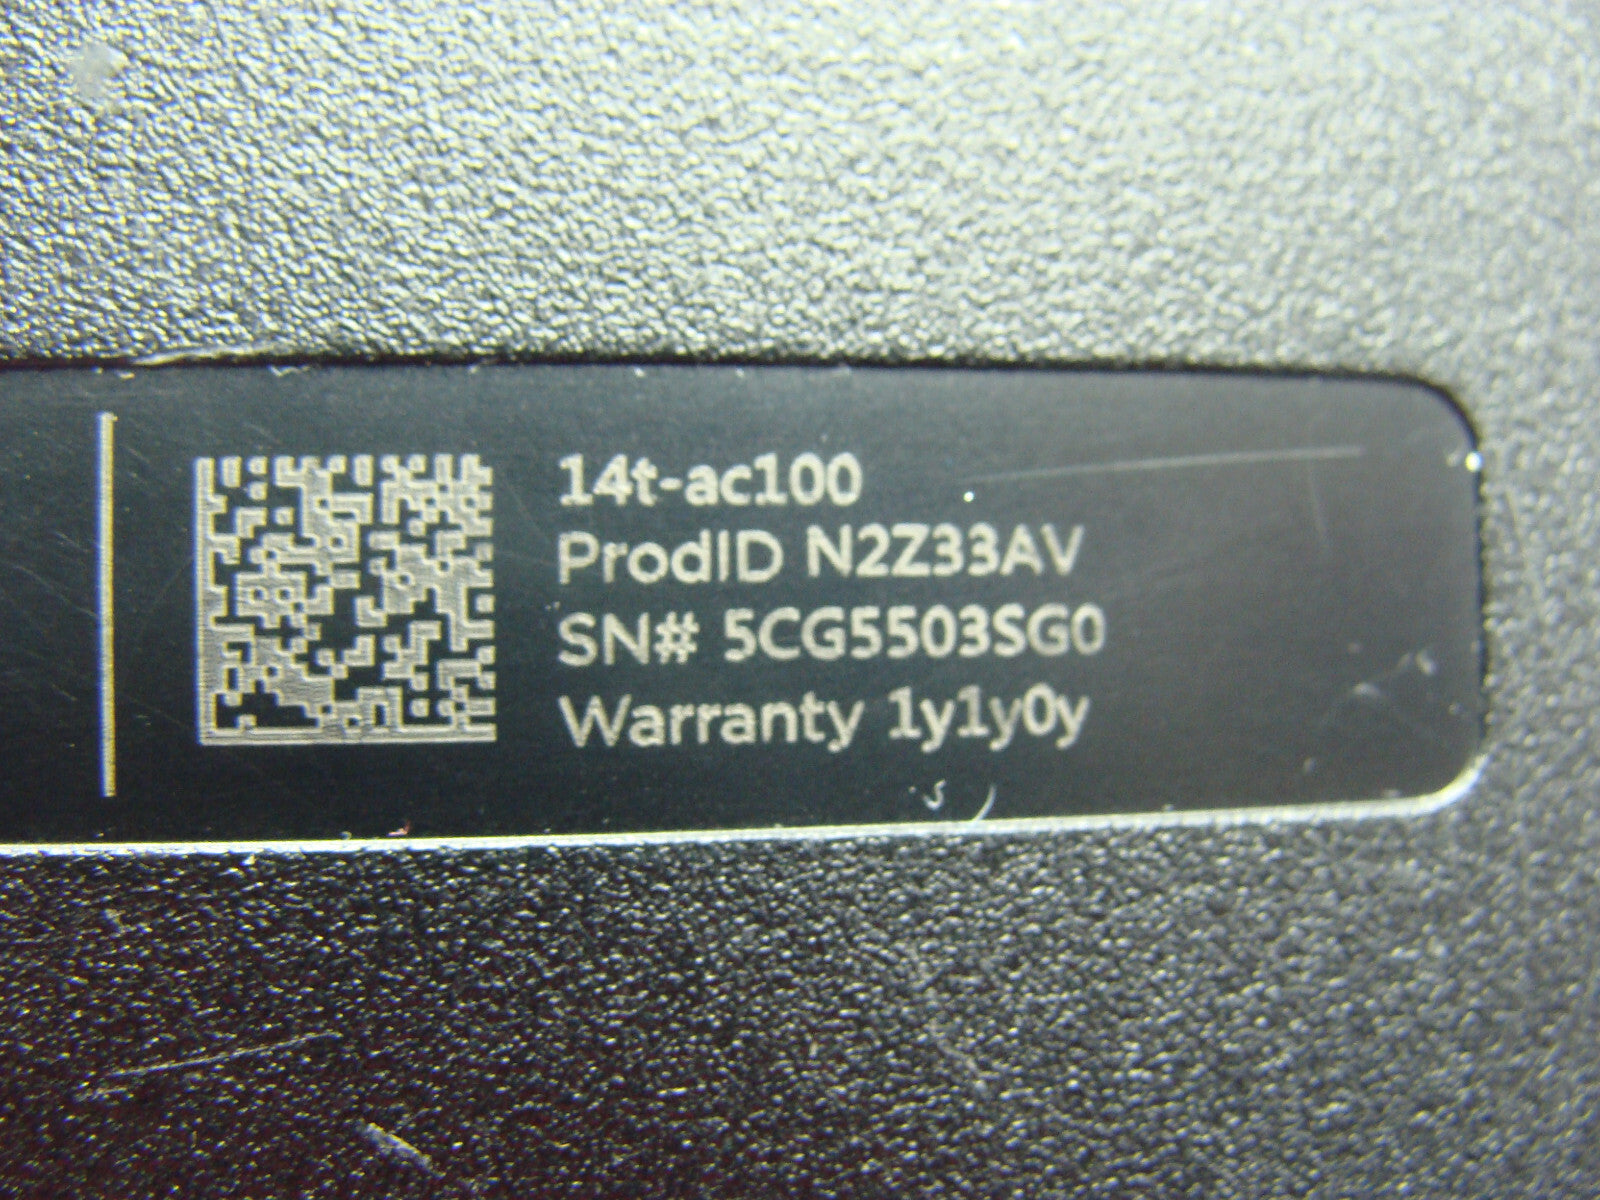 14t-ac100
ProdID N2Z33AV
SN# 5CG5503SG0
Warranty 1y1y0y